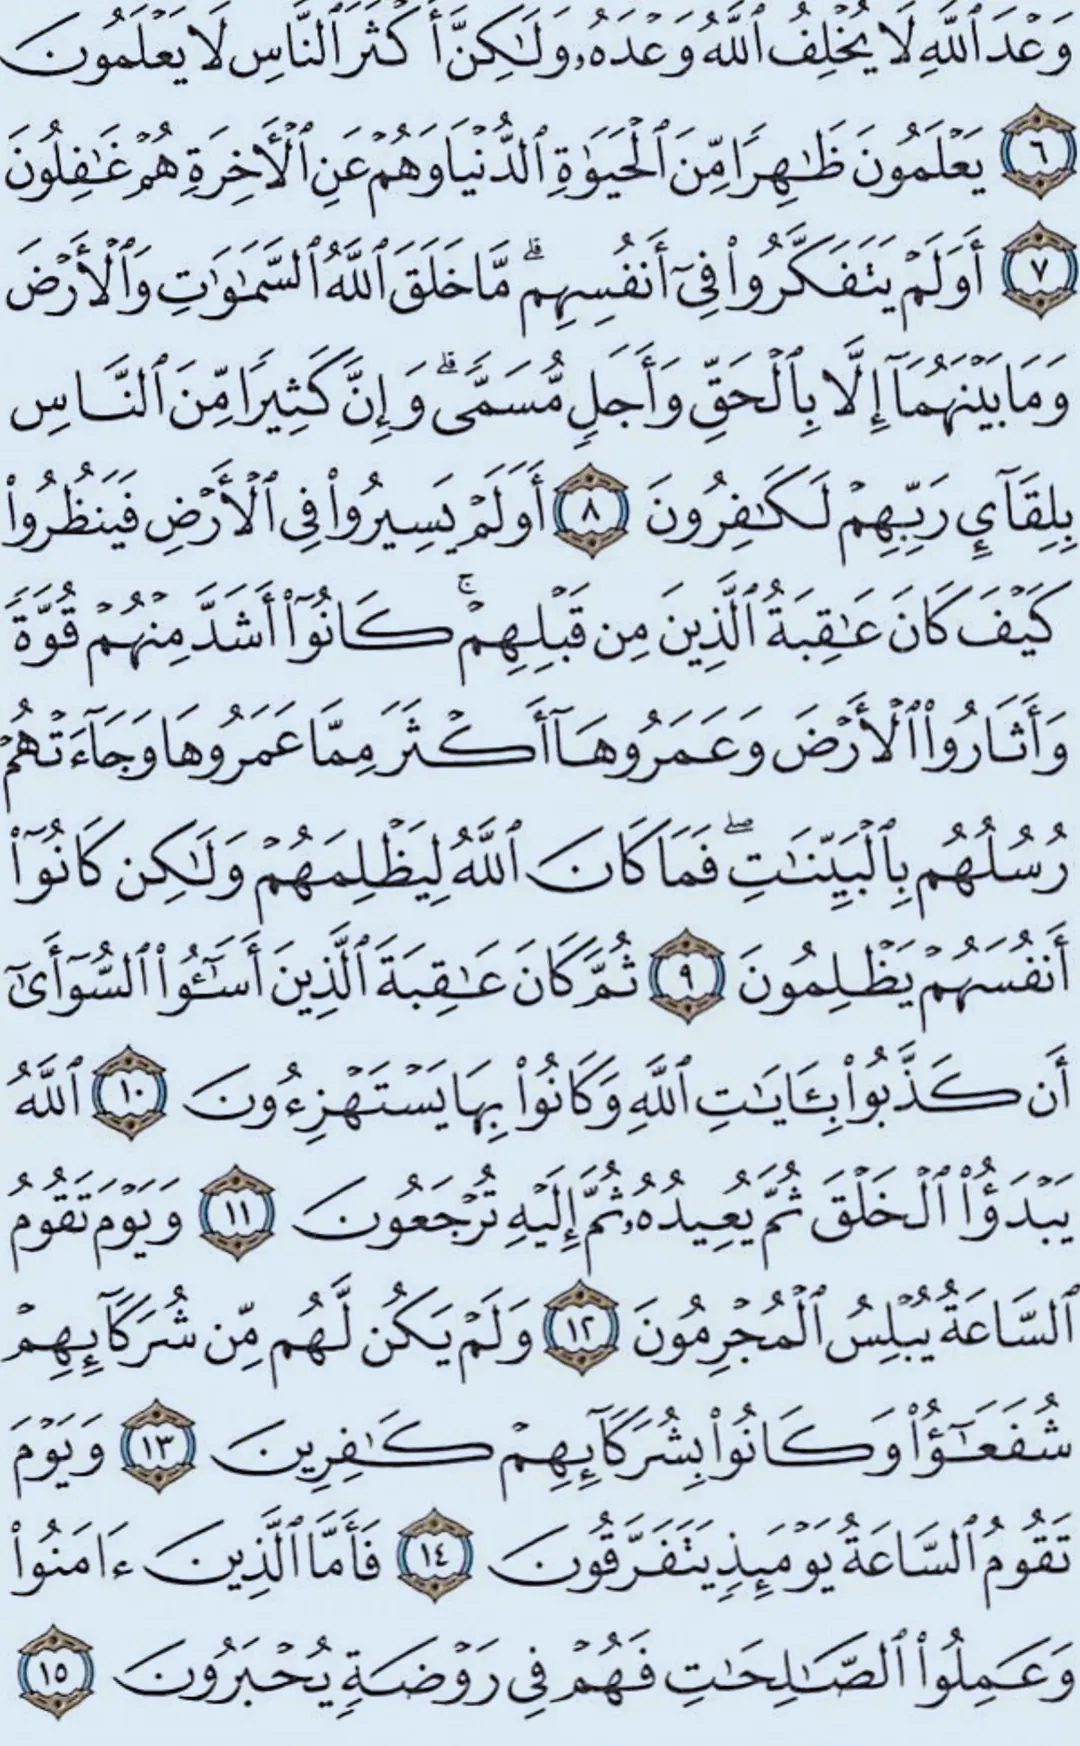 وَعْدَ ٱللَّهِ لَا يُخْلِفُ ٱللَّهُ وَعْدَهُۥ وَلَـٰكِنَّ أَكْثَرَ ٱلنَّاسِ لَا يَعْلَمُونَ
٦ يَعْلَمُونَ ظَـٰهِرًا مِّنَ ٱلْحَيَوٰةِ ٱلدُّنْيَا وَهُمْ عَنِ ٱلْأَخِرَةِ هُمْ غَـٰفِلُونَ
٧ أَوَلَمْ يَتَفَكَّرُوا۟ فِىٓ أَنفُسِهِم ۗ مَّا خَلَقَ ٱللَّهُ ٱلسَّمَـٰوَٰتِ وَٱلْأَرْضَ
وَمَا بَيْنَهُمَآ إِلَّا بِٱلْحَقِّ وَأَجَلٍ مُّسَمًّى ۗ وَإِنَّ كَثِيرًا مِّنَ ٱلنَّاسِ
بِلِقَآئِ رَبِّهِمْ لَكَـٰفِرُونَ ٨ أَوَلَمْ يَسِيرُوا۟ فِى ٱلْأَرْضِ فَيَنظُرُوا۟
كَيْفَ كَانَ عَـٰقِبَةُ ٱلَّذِينَ مِن قَبْلِهِمْ ۚ كَانُوٓا۟ أَشَدَّ مِنْهُمْ قُوَّةً
وَأَثَارُوا۟ ٱلْأَرْضَ وَعَمَرُوهَآ أَكْثَرَ مِمَّا عَمَرُوهَا وَجَآءَتْهُمْ
رُسُلُهُم بِٱلْبَيِّنَـٰتِ ۖ فَمَا كَانَ ٱللَّهُ لِيَظْلِمَهُمْ وَلَـٰكِن كَانُوٓا۟
أَنفُسَهُمْ يَظْلِمُونَ ٩ ثُمَّ كَانَ عَـٰقِبَةَ ٱلَّذِينَ أَسَـٰٓـُٔوا۟ ٱلسُّوٓأَىٰٓ
أَن كَذَّبُوا۟ بِـَٔايَـٰتِ ٱللَّهِ وَكَانُوا۟ بِهَا يَسْتَهْزِءُونَ ١٠ ٱللَّهُ
يَبْدَؤُا۟ ٱلْخَلْقَ ثُمَّ يُعِيدُهُۥ ثُمَّ إِلَيْهِ تُرْجَعُونَ ١١ وَيَوْمَ تَقُومُ
ٱلسَّاعَةُ يُبْلِسُ ٱلْمُجْرِمُونَ ١٢ وَلَمْ يَكُن لَّهُم مِّن شُرَكَآئِهِمْ
شُفَعَـٰٓؤُا۟ وَكَانُوا۟ بِشُرَكَآئِهِمْ كَـٰفِرِينَ ١٣ وَيَوْمَ
تَقُومُ ٱلسَّاعَةُ يَوْمَئِذٍ يَتَفَرَّقُونَ ١٤ فَأَمَّا ٱلَّذِينَ ءَامَنُوا۟
وَعَمِلُوا۟ ٱلصَّـٰلِحَـٰتِ فَهُمْ فِى رَوْضَةٍ يُحْبَرُونَ ١٥